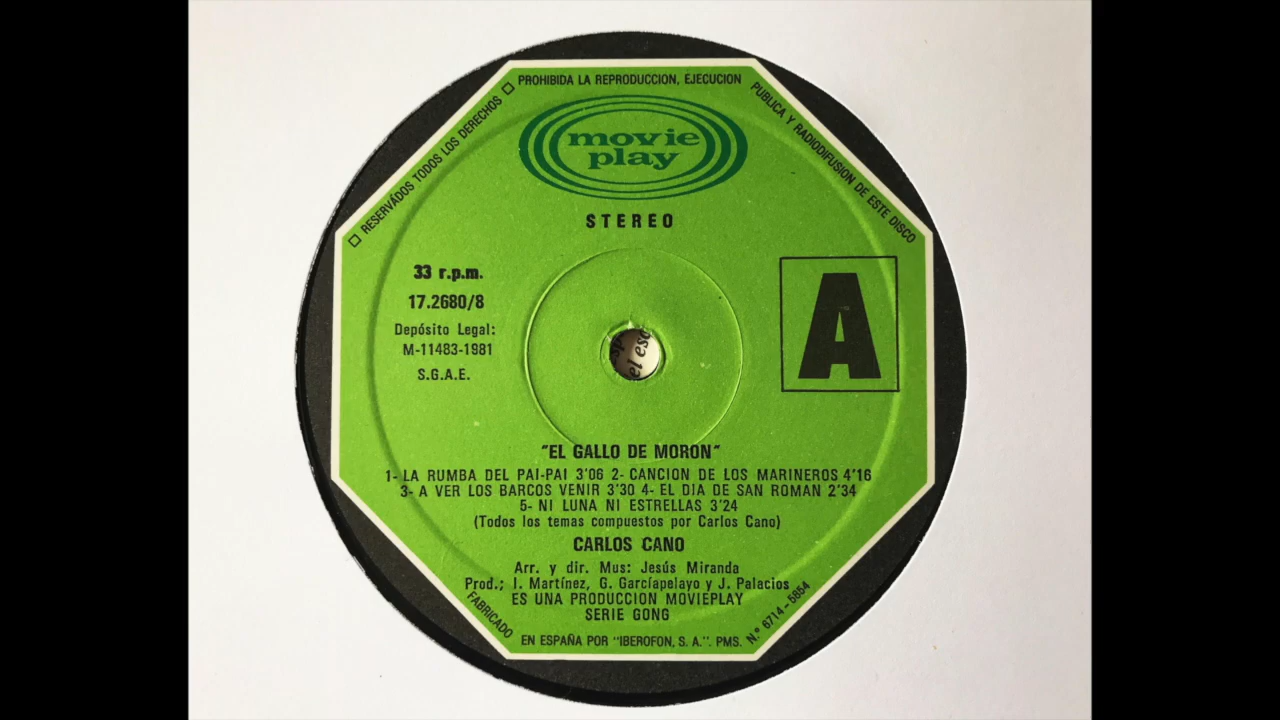 □ RESERVADOS TODOS LOS DERECHOS □ PROHIBIDA LA REPRODUCCION, EJECUCION PUBLICA Y RADIODIFUSION DE ESTE DISCO
movie
play
STEREO
33 r.p.m.
17.2680/8
Depósito Legal:
M-11483-1981
S.G.A.E.
A
el esc
"EL GALLO DE MORON"
1- LA RUMBA DEL PAI-PAI 3'06 2- CANCION DE LOS MARINEROS 4'16
3- A VER LOS BARCOS VENIR 3'30 4- EL DIA DE SAN ROMAN 2'34
5- NI LUNA NI ESTRELLAS 3'24
(Todos los temas compuestos por Carlos Cano)
CARLOS CANO
Arr. y dir. Mus: Jesús Miranda
Prod.; I. Martínez, G. Garcíapelayo y J. Palacios
ES UNA PRODUCCION MOVIEPLAY
SERIE GONG
FABRICADO EN ESPAÑA POR "IBEROFON, S. A.". PMS. N.º 6714-5854